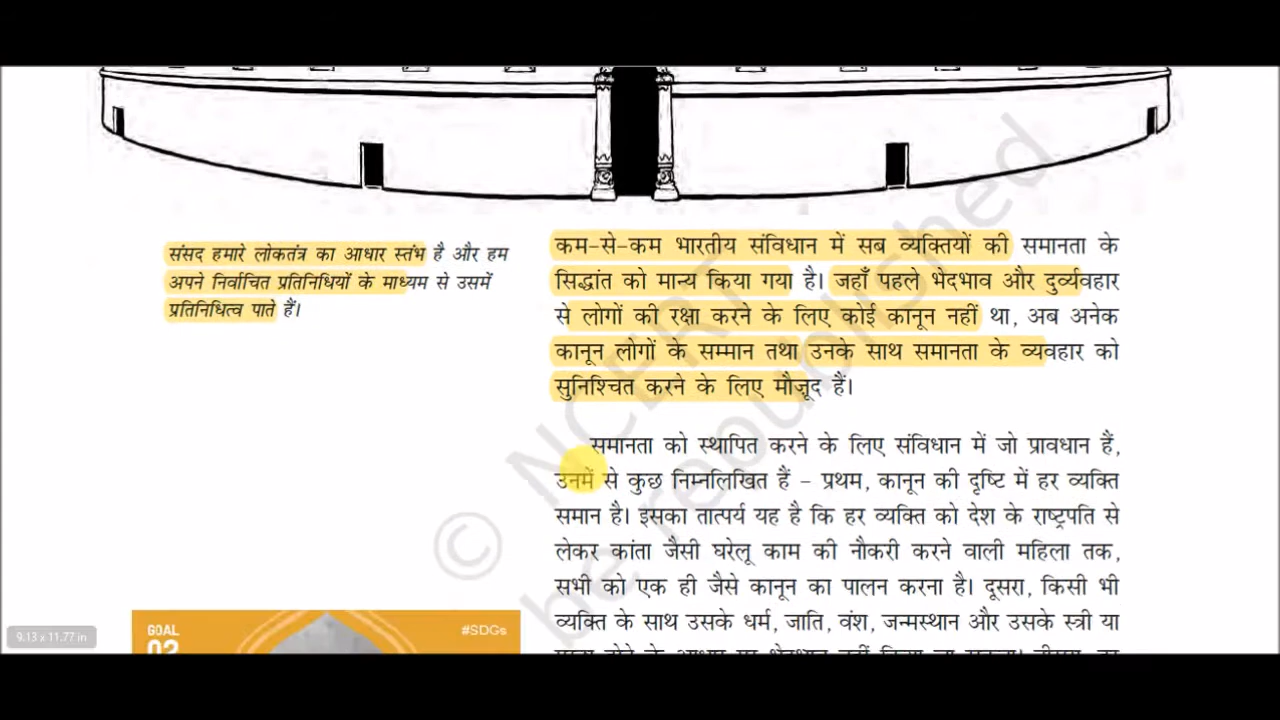 संसद हमारे लोकतंत्र का आधार स्तंभ है और हम
अपने निर्वाचित प्रतिनिधियों के माध्यम से उसमें
प्रतिनिधित्व पाते हैं।
कम-से-कम भारतीय संविधान में सब व्यक्तियों की समानता के
सिद्धांत को मान्य किया गया है। जहाँ पहले भेदभाव और दुर्व्यवहार
से लोगों की रक्षा करने के लिए कोई कानून नहीं था, अब अनेक
कानून लोगों के सम्मान तथा उनके साथ समानता के व्यवहार को
सुनिश्चित करने के लिए मौजूद हैं।
समानता को स्थापित करने के लिए संविधान में जो प्रावधान हैं,
उनमें से कुछ निम्नलिखित हैं – प्रथम, कानून की दृष्टि में हर व्यक्ति
समान है। इसका तात्पर्य यह है कि हर व्यक्ति को देश के राष्ट्रपति से
लेकर कांता जैसी घरेलू काम की नौकरी करने वाली महिला तक,
सभी को एक ही जैसे कानून का पालन करना है। दूसरा, किसी भी
व्यक्ति के साथ उसके धर्म, जाति, वंश, जन्मस्थान और उसके स्त्री या
© NCERT
be republished
GOAL
02
#SDGs
9.13 x 11.77 in